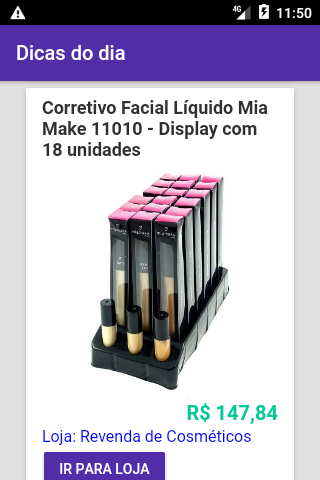 4G 11:50
Dicas do dia
Corretivo Facial Líquido Mia
Make 11010 - Display com
18 unidades
R$ 147,84
Loja: Revenda de Cosméticos
IR PARA LOJA